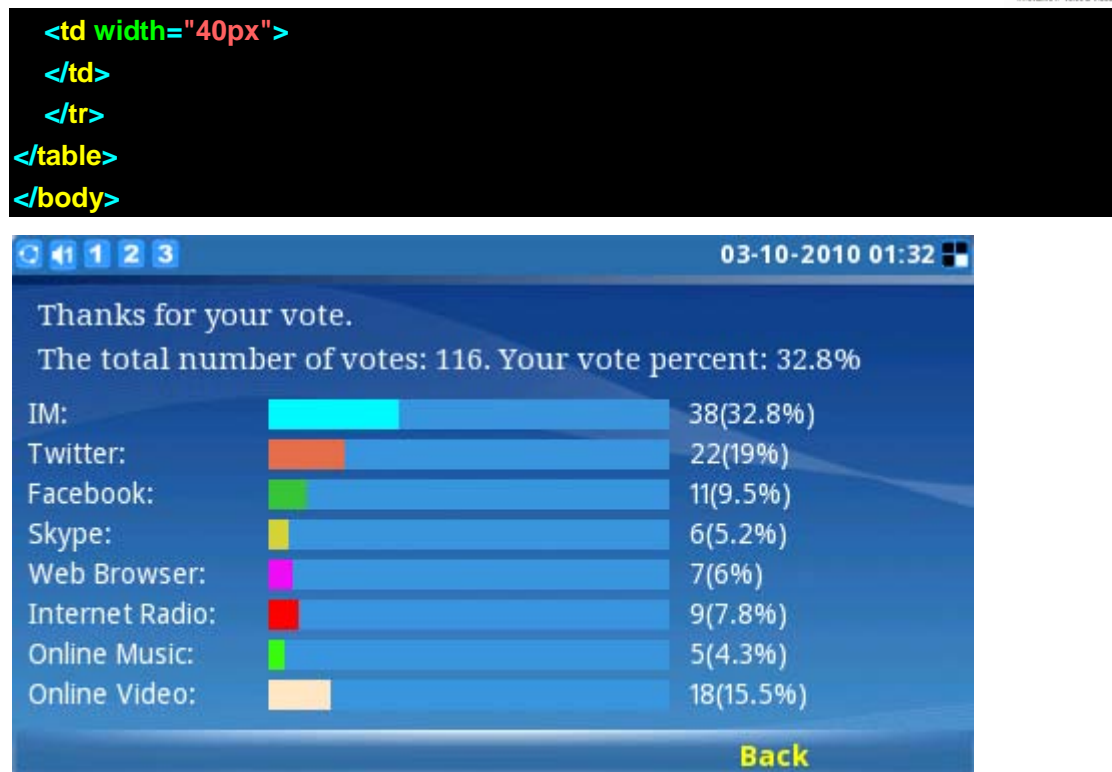 <td width="40px">
</td>
</tr>
</table>
</body>
1 1 2 3 03-10-2010 01:32
Thanks for your vote.
The total number of votes: 116. Your vote percent: 32.8%
IM: 38(32.8%)
Twitter: 22(19%)
Facebook: 11(9.5%)
Skype: 6(5.2%)
Web Browser: 7(6%)
Internet Radio: 9(7.8%)
Online Music: 5(4.3%)
Online Video: 18(15.5%)
Back